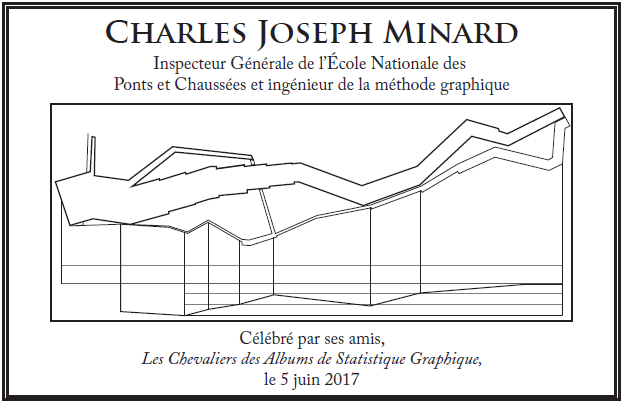 CHARLES JOSEPH MINARD
Inspecteur Générale de l'École Nationale des
Ponts et Chaussées et ingénieur de la méthode graphique
Célébré par ses amis,
Les Chevaliers des Albums de Statistique Graphique,
le 5 juin 2017